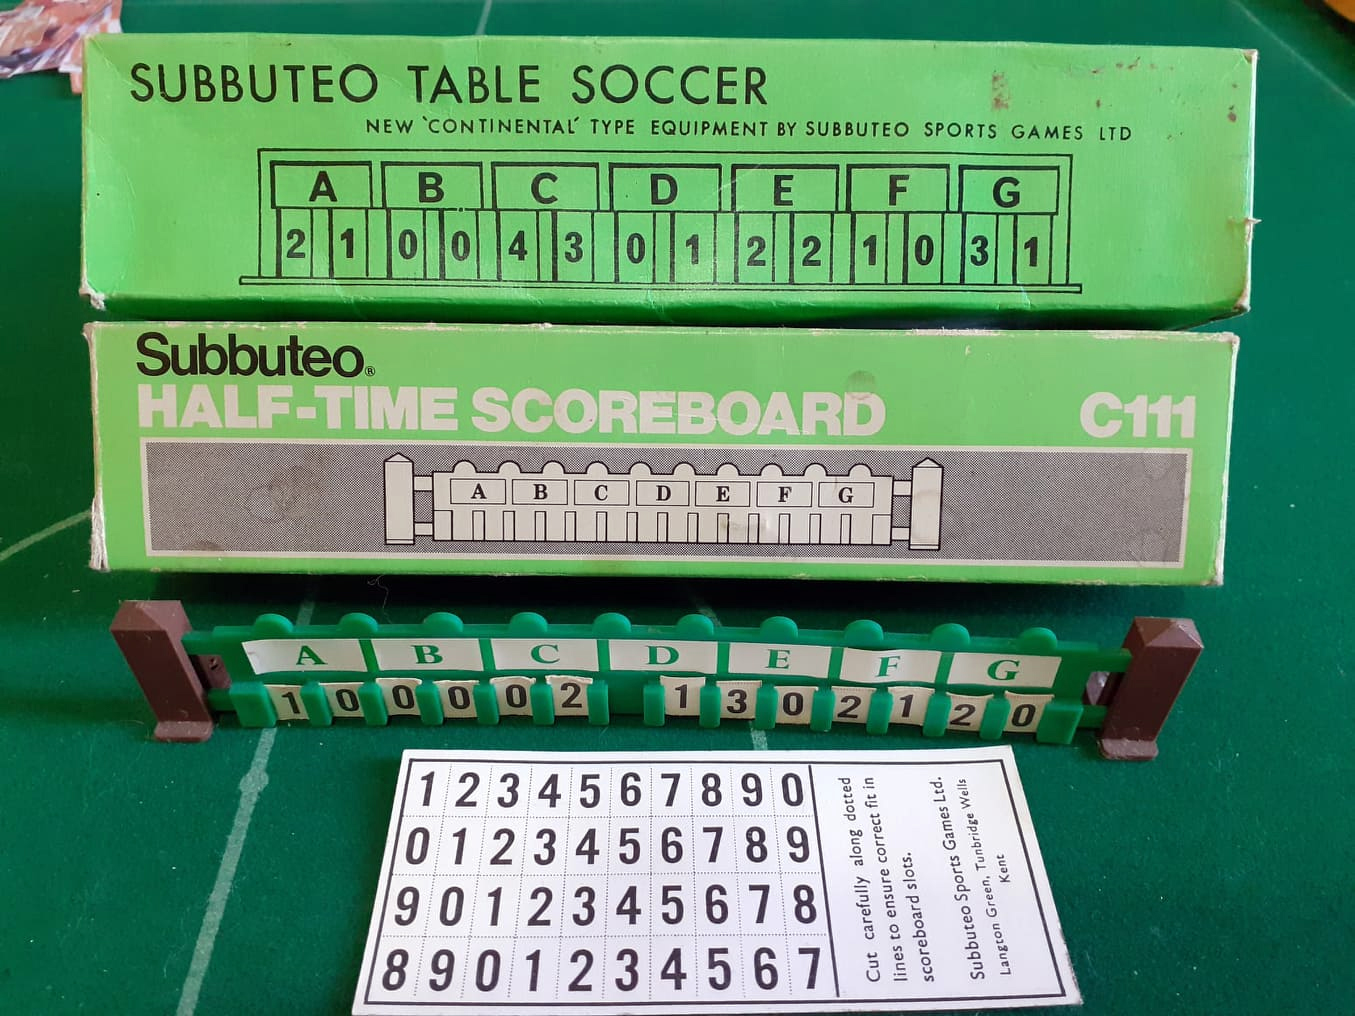 SUBBUTEO TABLE SOCCER
NEW 'CONTINENTAL' TYPE EQUIPMENT BY SUBBUTEO SPORTS GAMES LTD
A B C D E F G
2 1 0 0 4 3 0 1 2 2 1 0 3 1
Subbuteo®
HALF-TIME SCOREBOARD C111
A B C D E F G
A B C D E F G
1 0 0 0 0 2 1 3 0 2 1 2 0
1 2 3 4 5 6 7 8 9 0
0 1 2 3 4 5 6 7 8 9
9 0 1 2 3 4 5 6 7 8
8 9 0 1 2 3 4 5 6 7
Cut carefully along dotted
lines to ensure correct fit in
scoreboard slots.
Subbuteo Sports Games Ltd.
Langton Green, Tunbridge Wells
Kent